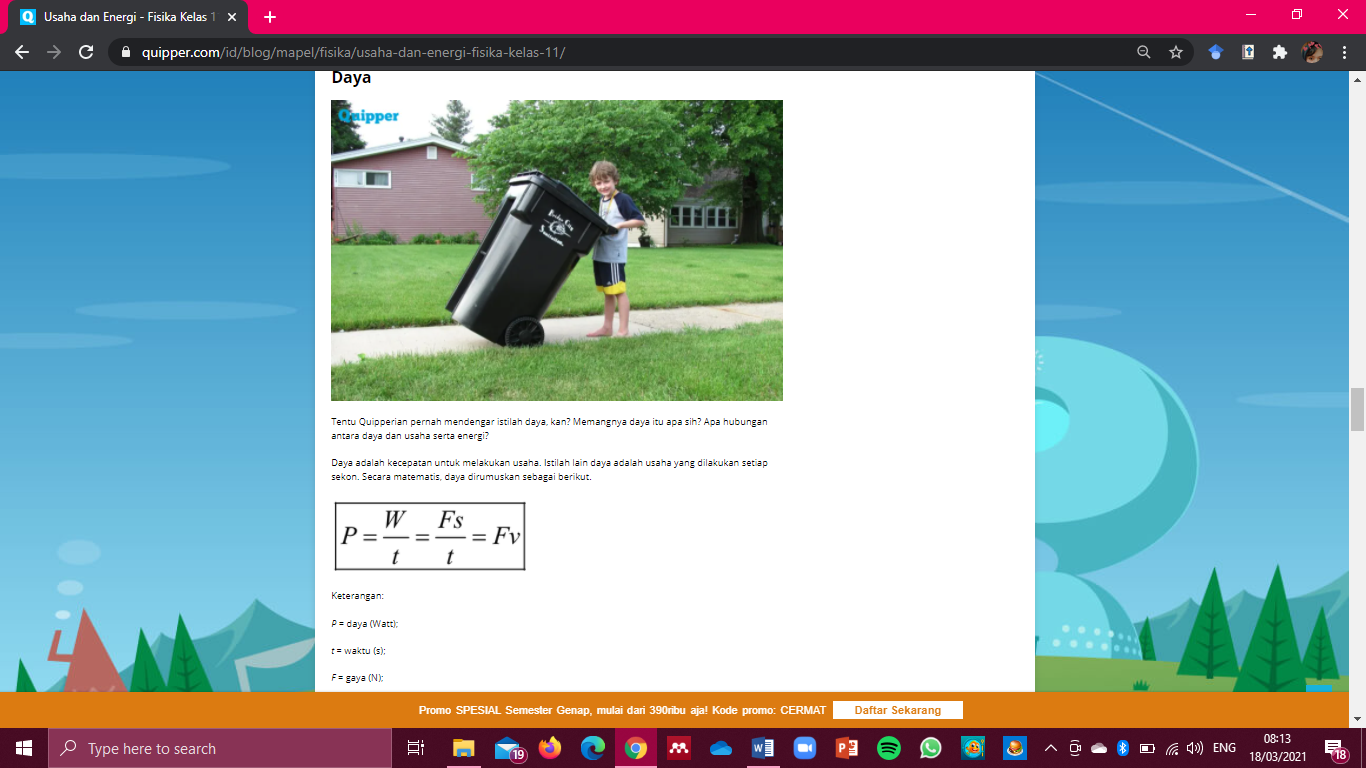 Usaha dan Energi - Fisika Kelas 1
quipper.com/id/blog/mapel/fisika/usaha-dan-energi-fisika-kelas-11/
Daya
Quipper
Tentu Quipperian pernah mendengar istilah daya, kan? Memangnya daya itu apa sih? Apa hubungan
antara daya dan usaha serta energi?
Daya adalah kecepatan untuk melakukan usaha. Istilah lain daya adalah usaha yang dilakukan setiap
sekon. Secara matematis, daya dirumuskan sebagai berikut.
P = W/t = Fs/t = Fv
Keterangan:
P = daya (Watt);
t = waktu (s);
F = gaya (N);
Promo SPESIAL Semester Genap, mulai dari 390ribu aja! Kode promo: CERMAT
Daftar Sekarang
Type here to search
19
ENG
08:13
18/03/2021
18